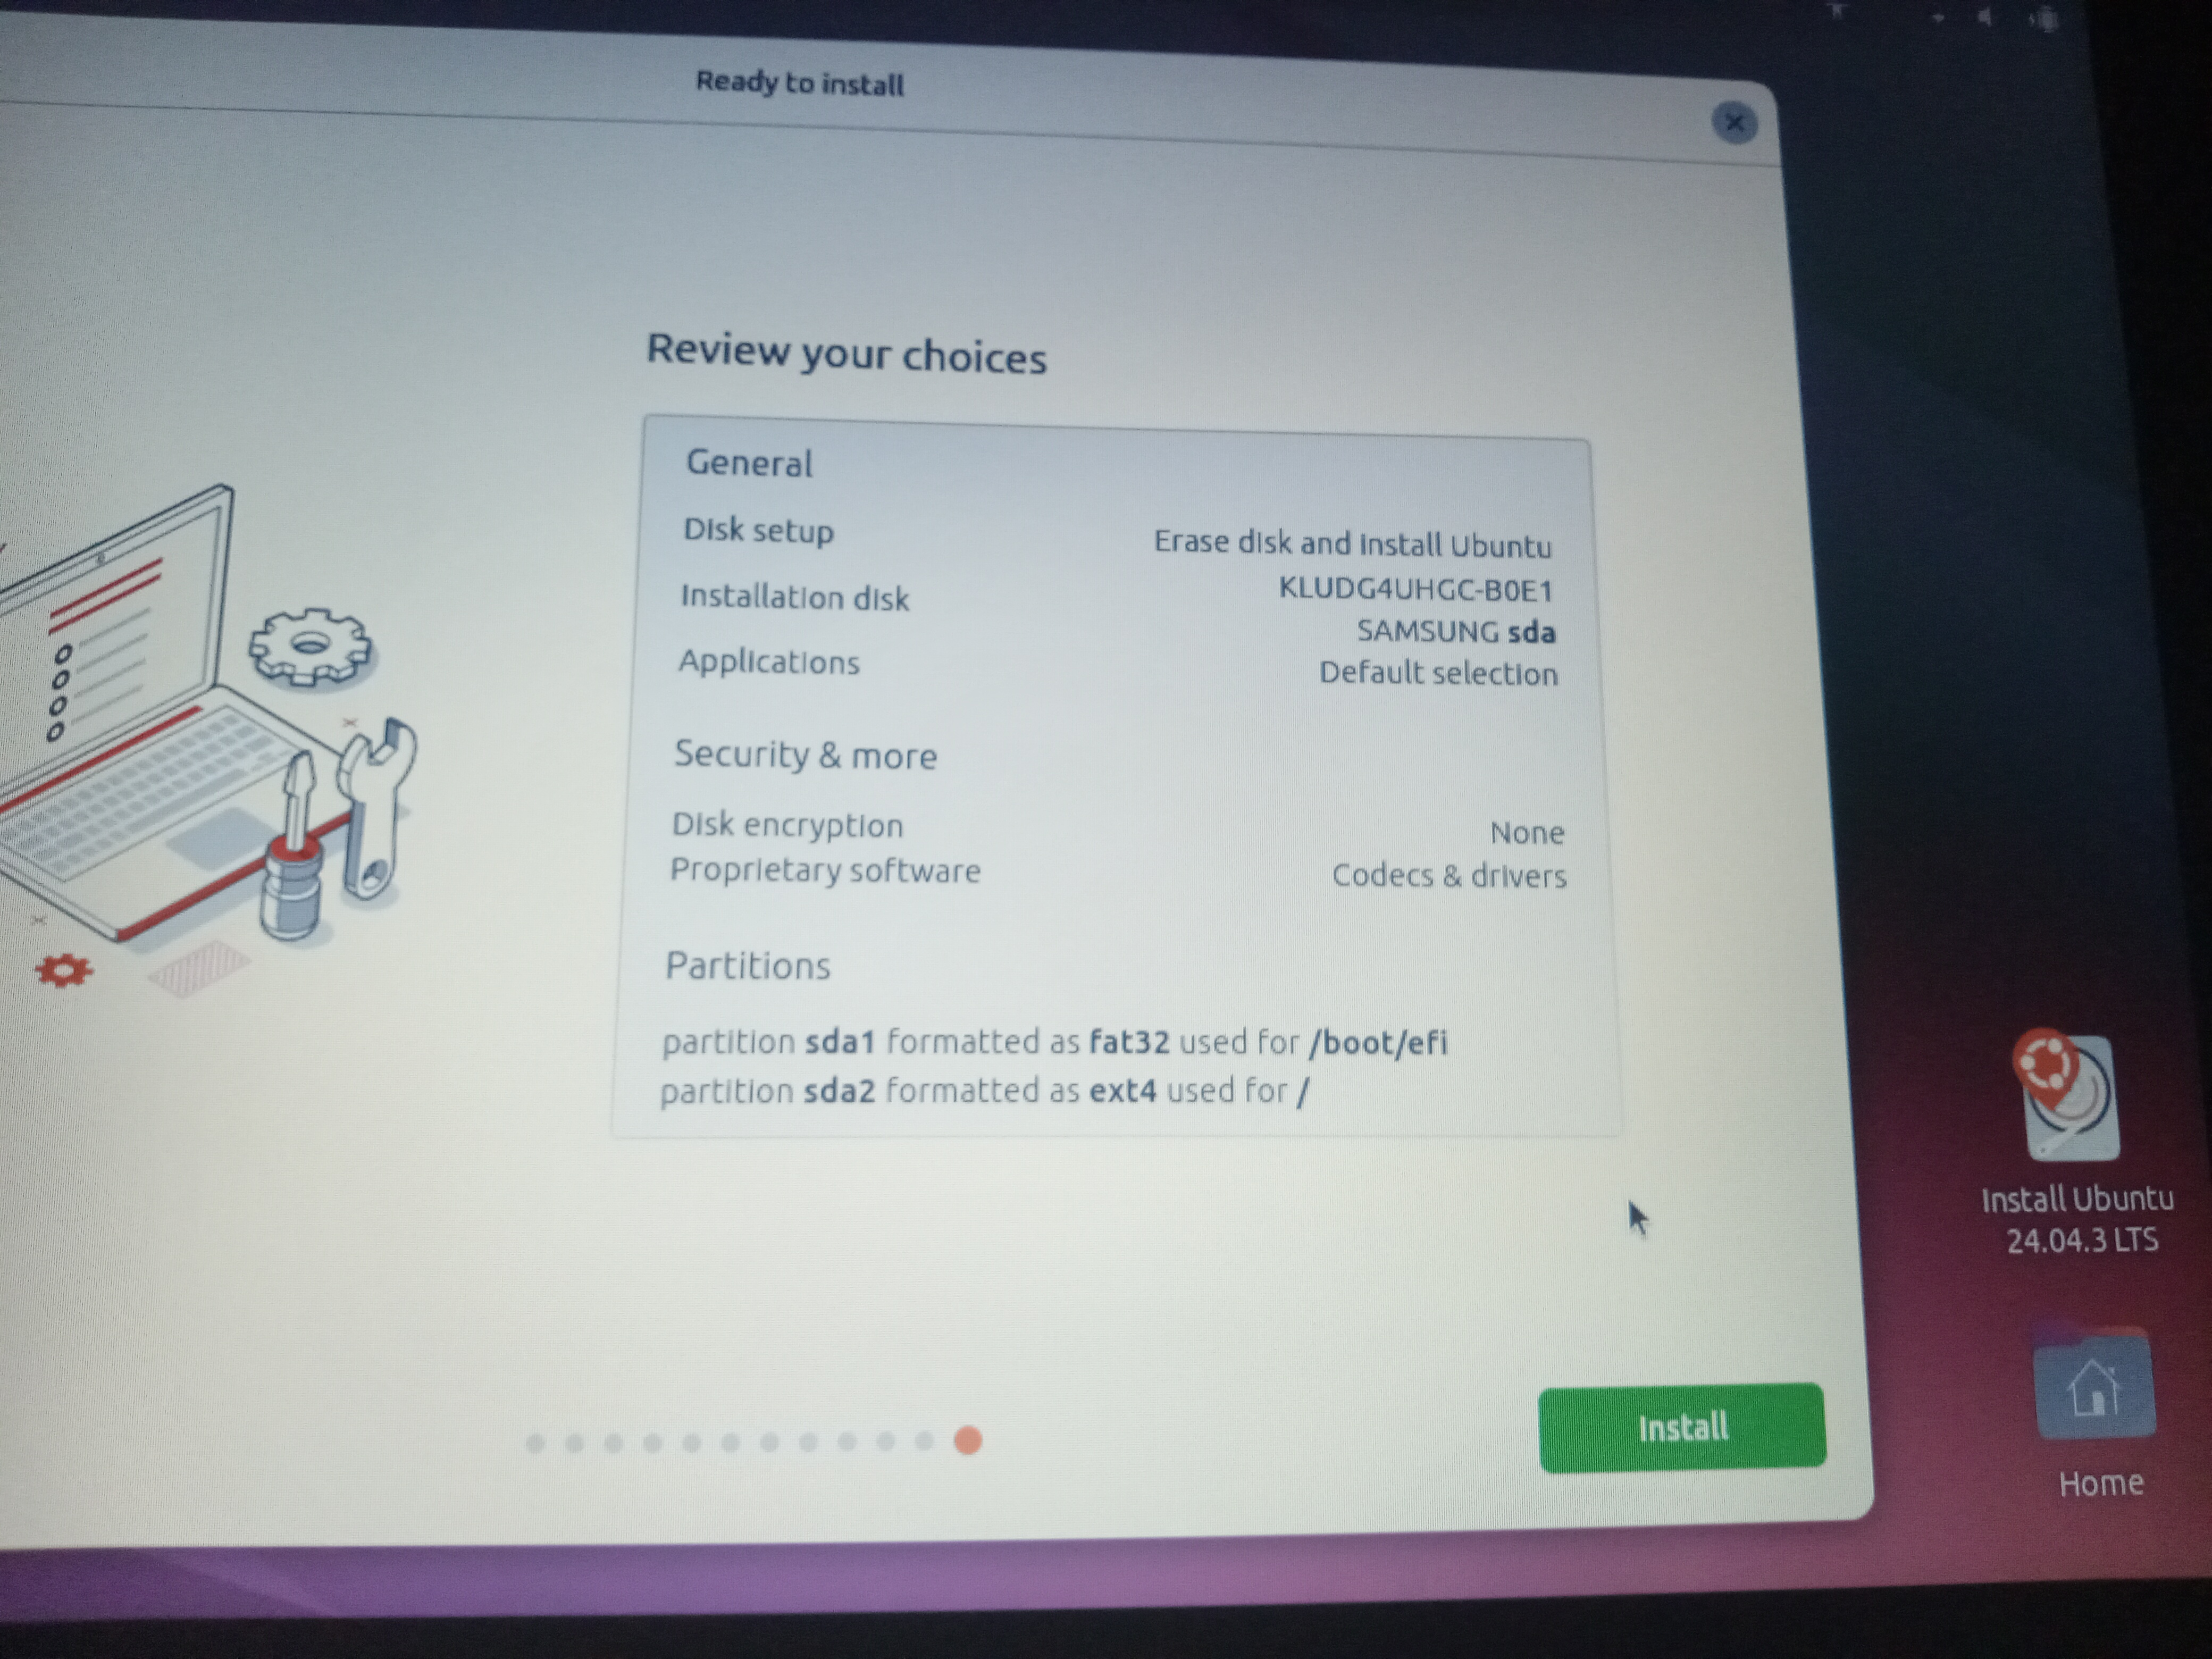 Ready to install
Review your choices
General
Disk setup
Erase disk and install Ubuntu
Installation disk
KLUDG4UHGC-B0E1
SAMSUNG sda
Applications
Default selection
Security & more
Disk encryption
None
Proprietary software
Codecs & drivers
Partitions
partition sda1 formatted as fat32 used for /boot/efi
partition sda2 formatted as ext4 used for /
Install Ubuntu
24.04.3 LTS
Install
Home